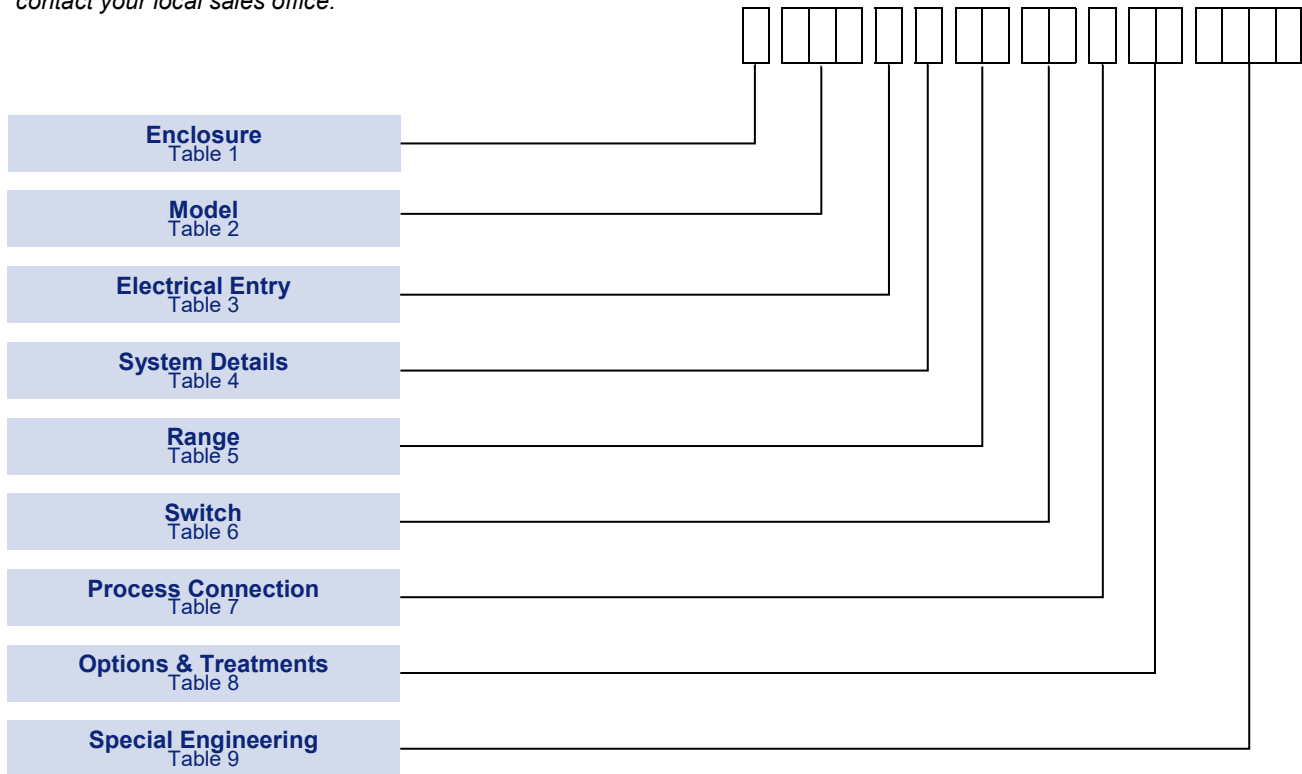 contact your local sales office.
Enclosure
Table 1
Model
Table 2
Electrical Entry
Table 3
System Details
Table 4
Range
Table 5
Switch
Table 6
Process Connection
Table 7
Options & Treatments
Table 8
Special Engineering
Table 9